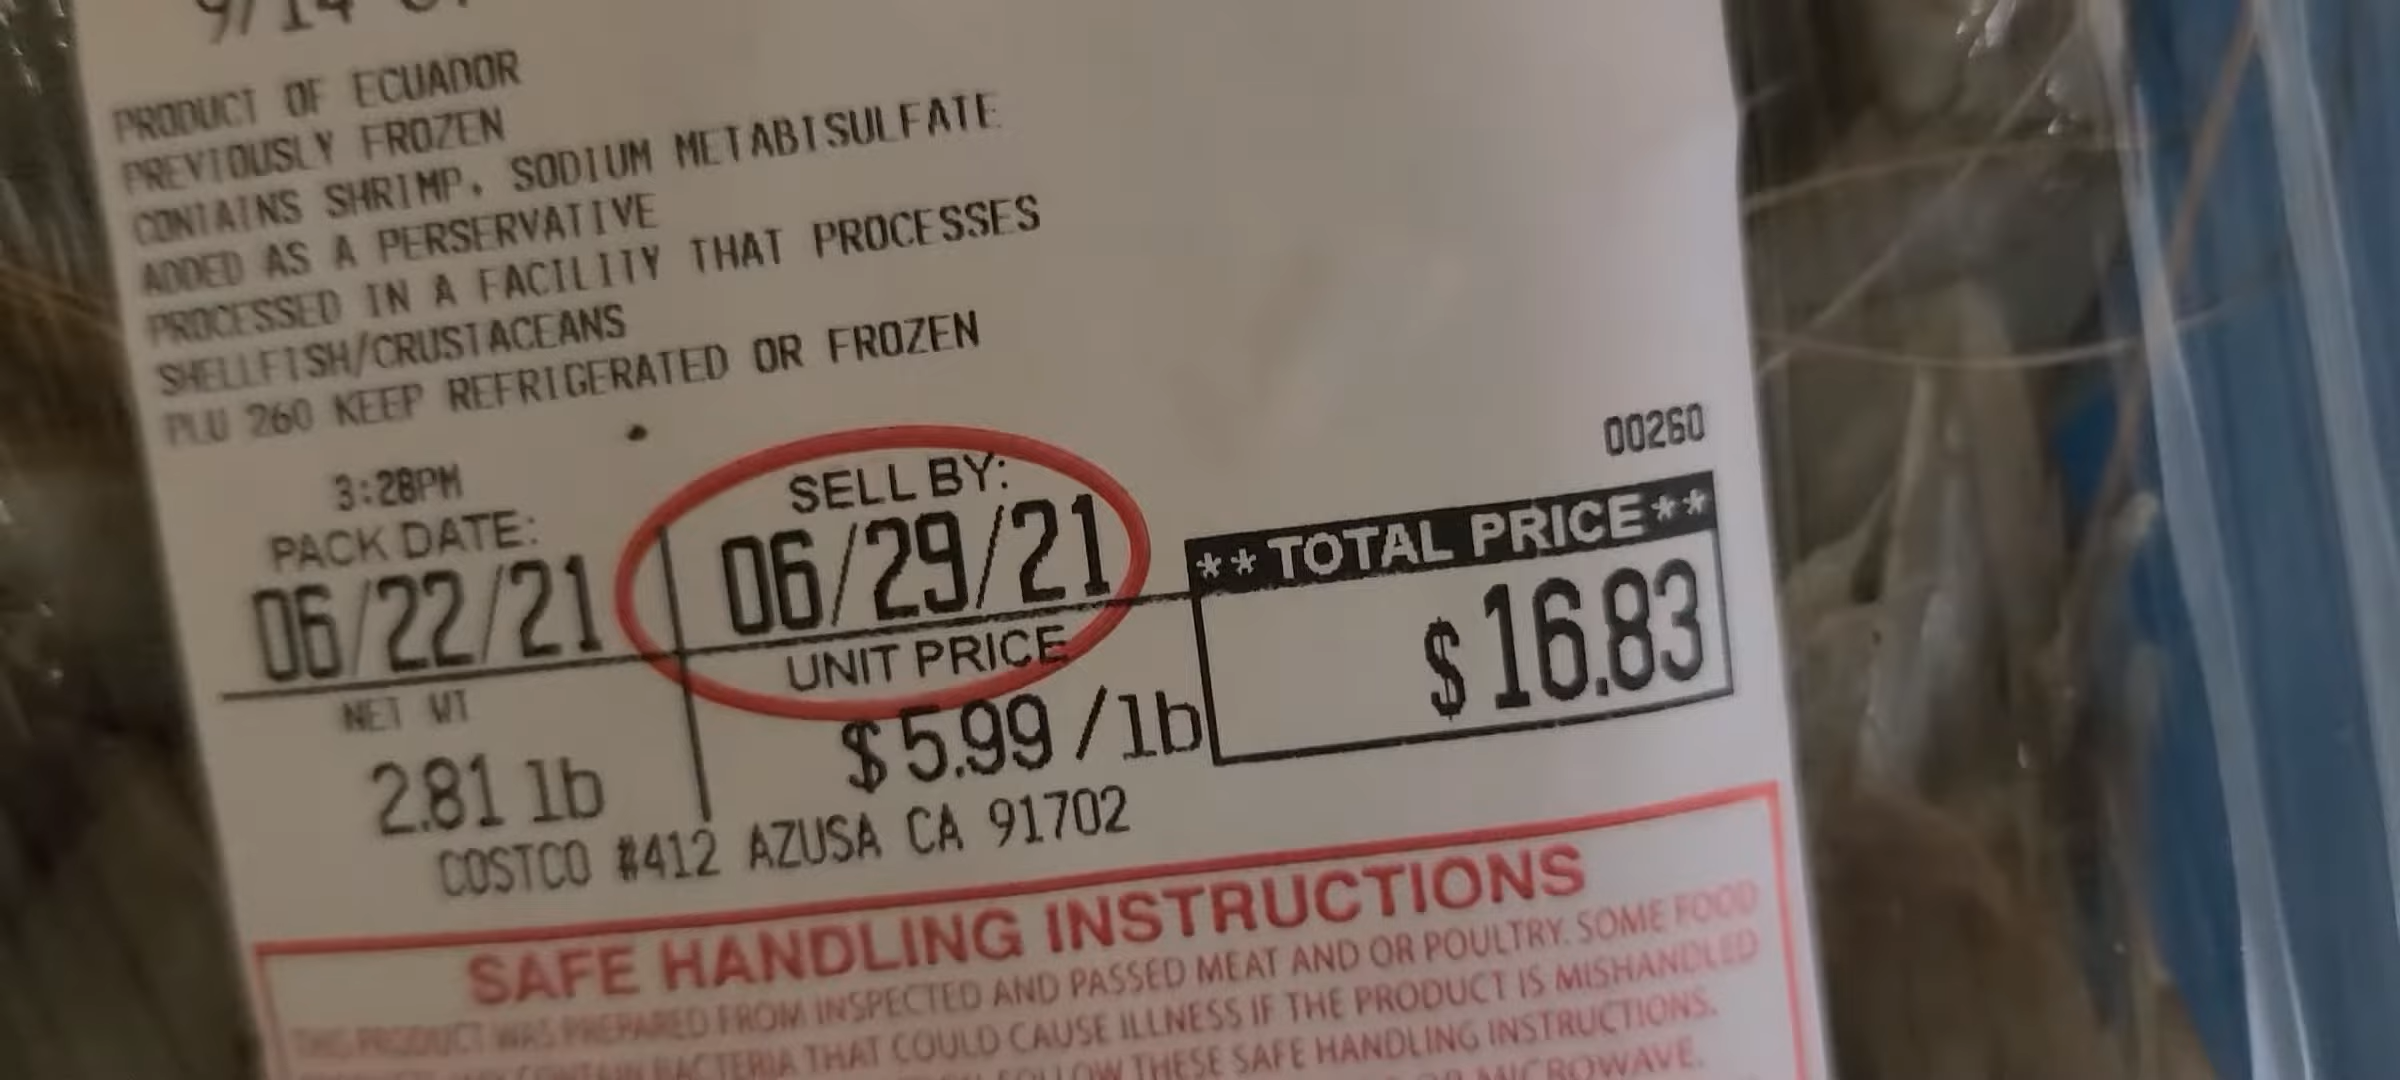 PRODUCT OF ECUADOR
PREVIOUSLY FROZEN
CONTAINS SHRIMP, SODIUM METABISULFATE
ADDED AS A PERSERVATIVE
PROCESSED IN A FACILITY THAT PROCESSES
SHELLFISH/CRUSTACEANS
PLU 260 KEEP REFRIGERATED OR FROZEN
00260
3:28PM
PACK DATE:
06/22/21
SELL BY:
06/29/21
**TOTAL PRICE**
$16.83
NET WT
2.81 lb
UNIT PRICE
$5.99/lb
COSTCO #412 AZUSA CA 91702
SAFE HANDLING INSTRUCTIONS
THIS PRODUCT WAS PREPARED FROM INSPECTED AND PASSED MEAT AND OR POULTRY. SOME FOOD
BACTERIA THAT COULD CAUSE ILLNESS IF THE PRODUCT IS MISHANDLED
FOLLOW THESE SAFE HANDLING INSTRUCTIONS.
MICROWAVE.